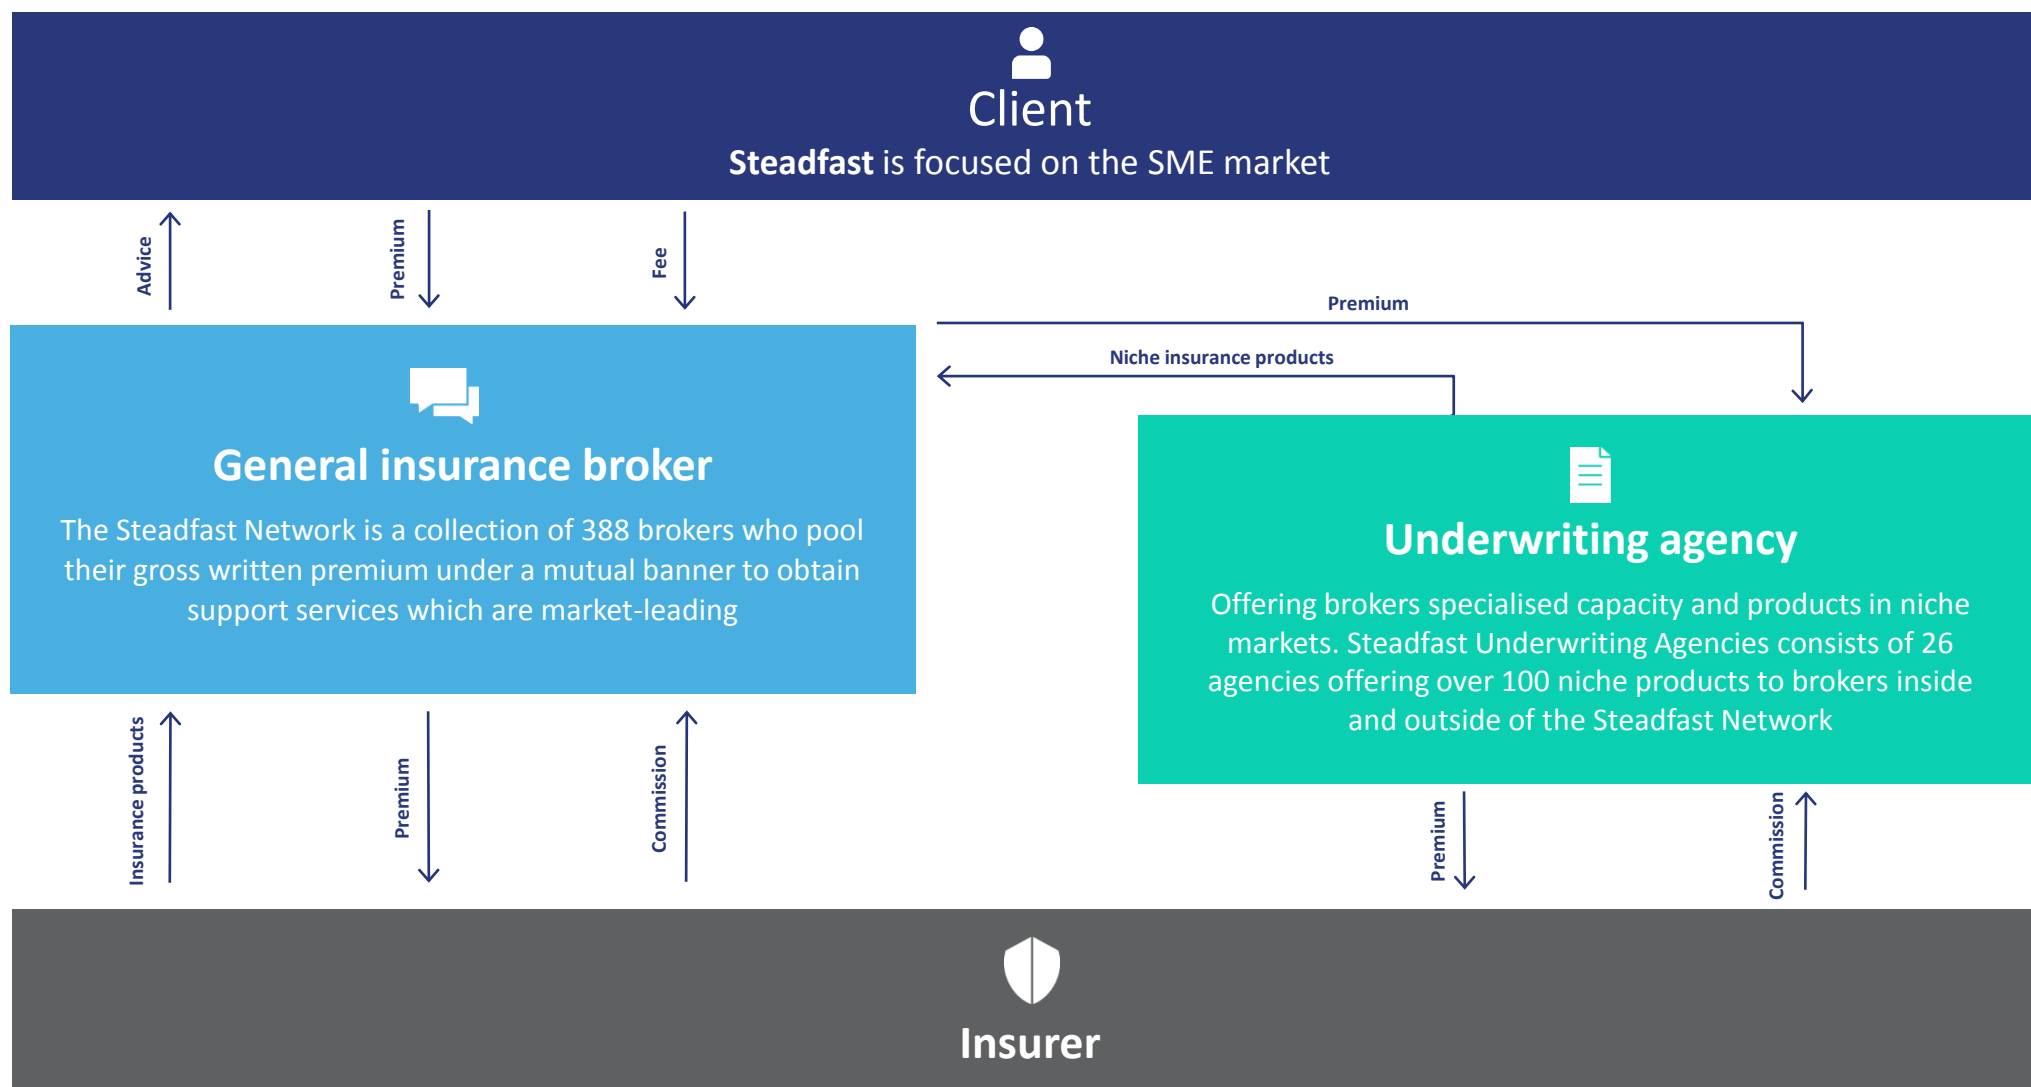 Client
Steadfast is focused on the SME market
Advice
Premium
Fee
Premium
Niche insurance products
General insurance broker
The Steadfast Network is a collection of 388 brokers who pool
their gross written premium under a mutual banner to obtain
support services which are market-leading
Underwriting agency
Offering brokers specialised capacity and products in niche
markets. Steadfast Underwriting Agencies consists of 26
agencies offering over 100 niche products to brokers inside
and outside of the Steadfast Network
Insurance products
Premium
Commission
Premium
Commission
Insurer